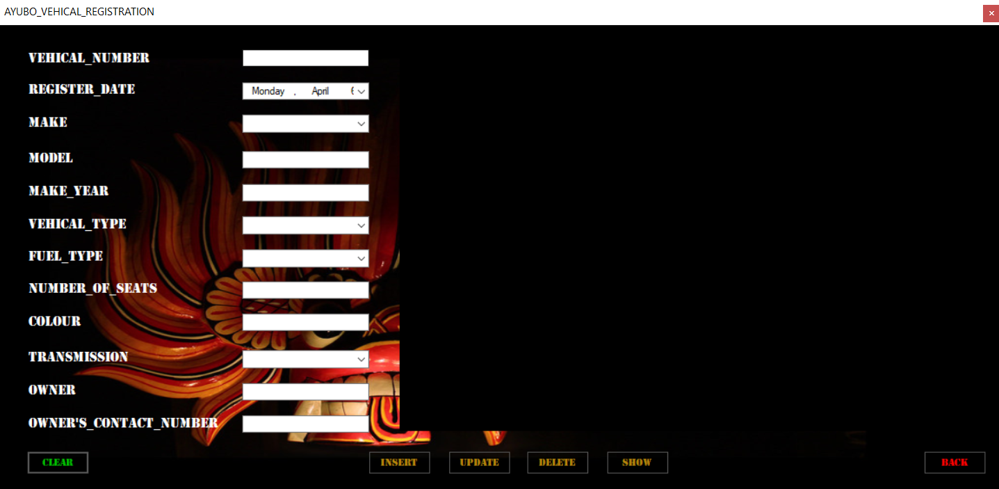 AYUBO_VEHICAL_REGISTRATION
VEHICAL_NUMBER
REGISTER_DATE Monday , April 6
MAKE
MODEL
MAKE_YEAR
VEHICAL_TYPE
FUEL_TYPE
NUMBER_OF_SEATS
COLOUR
TRANSMISSION
OWNER
OWNER'S_CONTACT_NUMBER
CLEAR INSERT UPDATE DELETE SHOW BACK